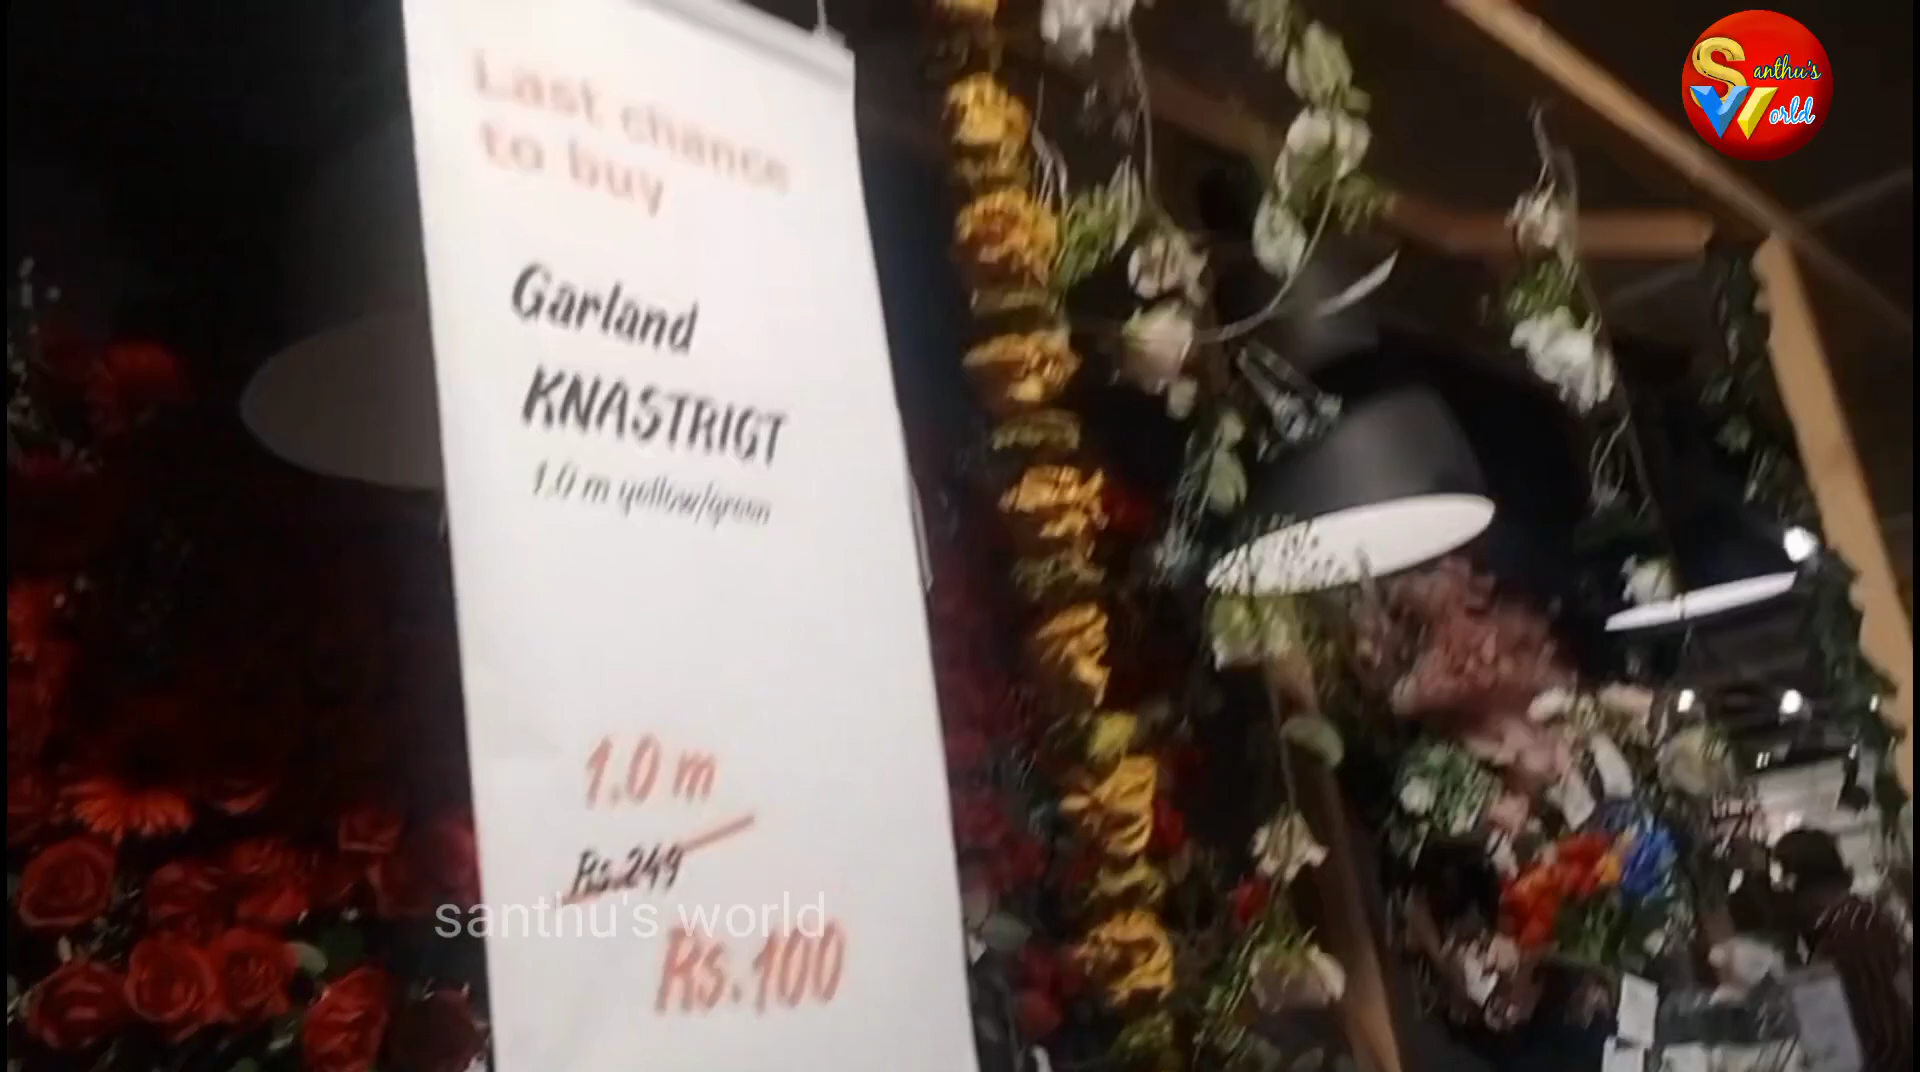 Last chance
to buy
Garland
KNASTRIGT
1.0 m yellow/green
1.0 m
Rs.249
Rs.100
santhu's world
Santhu's
World